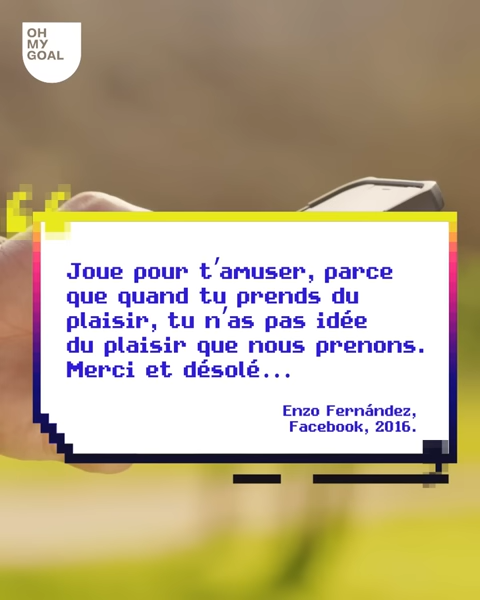 OH
MY
GOAL
Joue pour t'amuser, parce
que quand tu prends du
plaisir, tu n'as pas idée
du plaisir que nous prenons.
Merci et désolé...
Enzo Fernández,
Facebook, 2016.